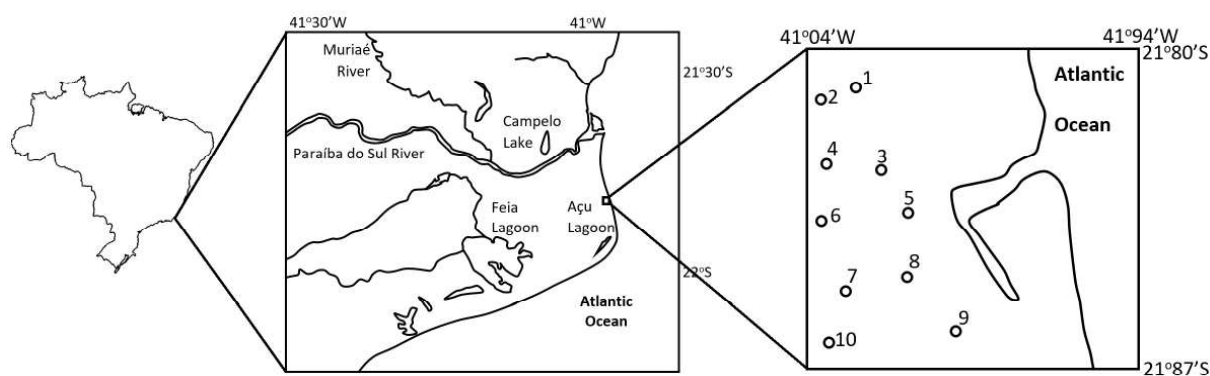 41°30'W
41°W
Muriaé
River
21°30'S
Campelo
Lake
Paraíba do Sul River
Feia
Lagoon
Açu
Lagoon
22°S
Atlantic
Ocean
41°04'W
41°94'W
21°80'S
Atlantic
Ocean
1
2
4
3
5
6
8
7
9
10
21°87'S